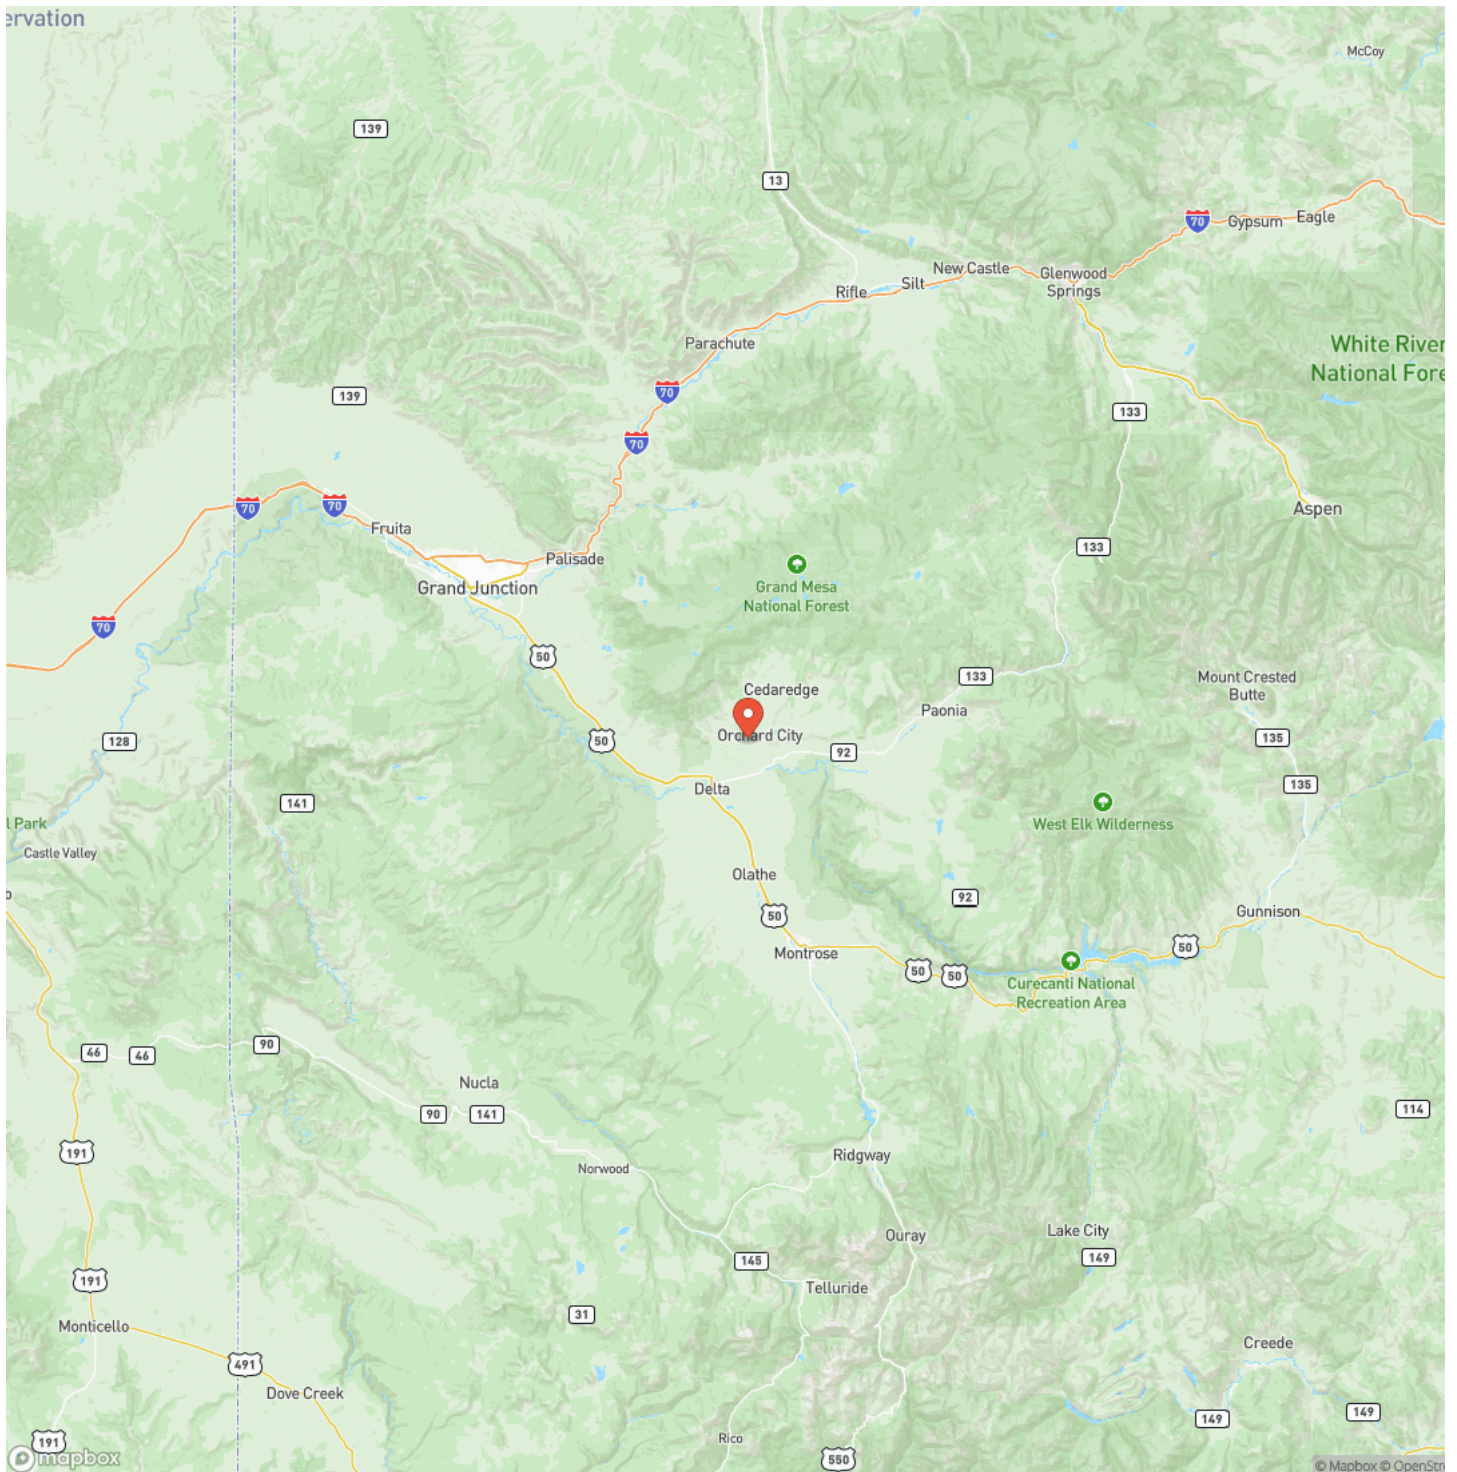 ervation
McCoy
139
13
70
Gypsum
Eagle
New Castle
Glenwood
Springs
Silt
Rifle
Parachute
White River
National Fore
70
139
133
70
70
70
Aspen
Fruita
Palisade
133
Grand Junction
Grand Mesa
National Forest
70
50
133
Mount Crested
Butte
Cedaredge
Paonia
Orchard City
128
50
92
135
Delta
135
141
l Park
Castle Valley
West Elk Wilderness
Olathe
o
92
50
Gunnison
Montrose
50
50
50
Curecanti National
Recreation Area
90
46
46
Nucla
90
141
114
191
Ridgway
Norwood
Lake City
Ouray
149
145
191
Telluride
31
Monticello
Creede
491
Dove Creek
149
149
191
Rico
550
mapbox
© Mapbox © OpenStre